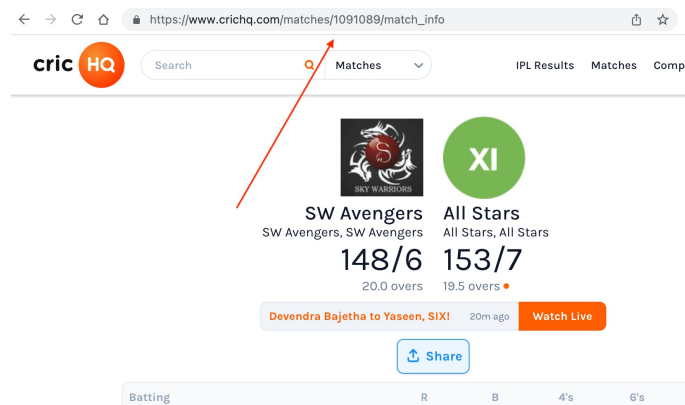 https://www.crichq.com/matches/1091089/match_info
cric HQ Search Matches IPL Results Matches Comp
S
SKY WARRIORS
XI
SW Avengers All Stars
SW Avengers, SW Avengers All Stars, All Stars
148/6 153/7
20.0 overs 19.5 overs
Devendra Bajetha to Yaseen, SIX! 20m ago Watch Live
Share
Batting R B 4's 6's